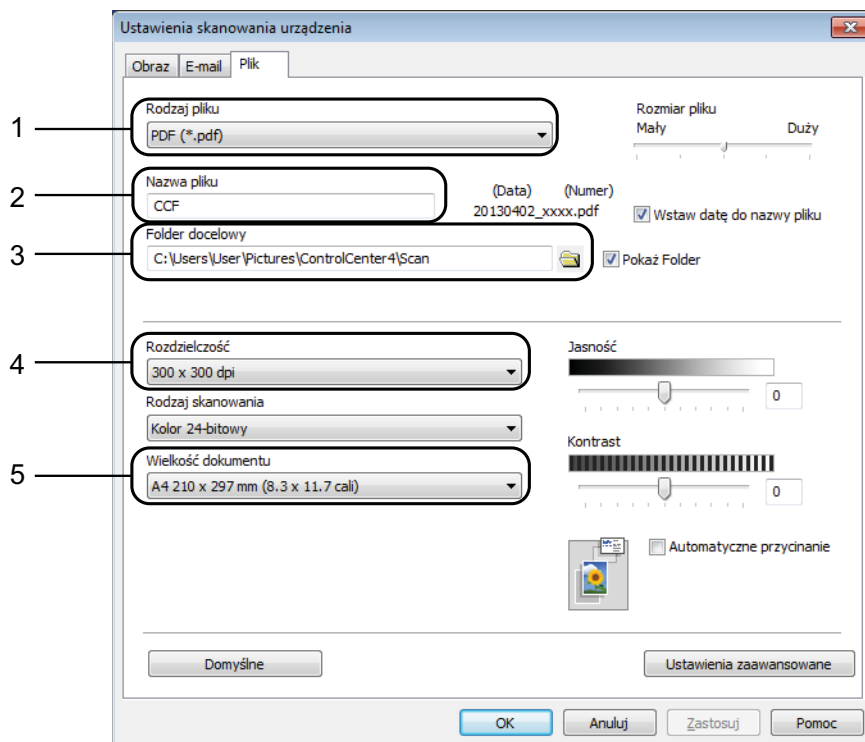 Ustawienia skanowania urządzenia
Obraz E-mail Plik
1
Rodzaj pliku
PDF (*.pdf)
Rozmiar pliku
Mały Duży
2
Nazwa pliku
CCF
(Data) (Numer)
20130402_xxxx.pdf
Wstaw datę do nazwy pliku
3
Folder docelowy
C:\Users\User\Pictures\ControlCenter4\Scan
Pokaż Folder
4
Rozdzielczość
300 x 300 dpi
Jasność
0
Rodzaj skanowania
Kolor 24-bitowy
Kontrast
0
5
Wielkość dokumentu
A4 210 x 297 mm (8.3 x 11.7 cali)
Automatyczne przycinanie
Domyślne Ustawienia zaawansowane
OK Anuluj Zastosuj Pomoc